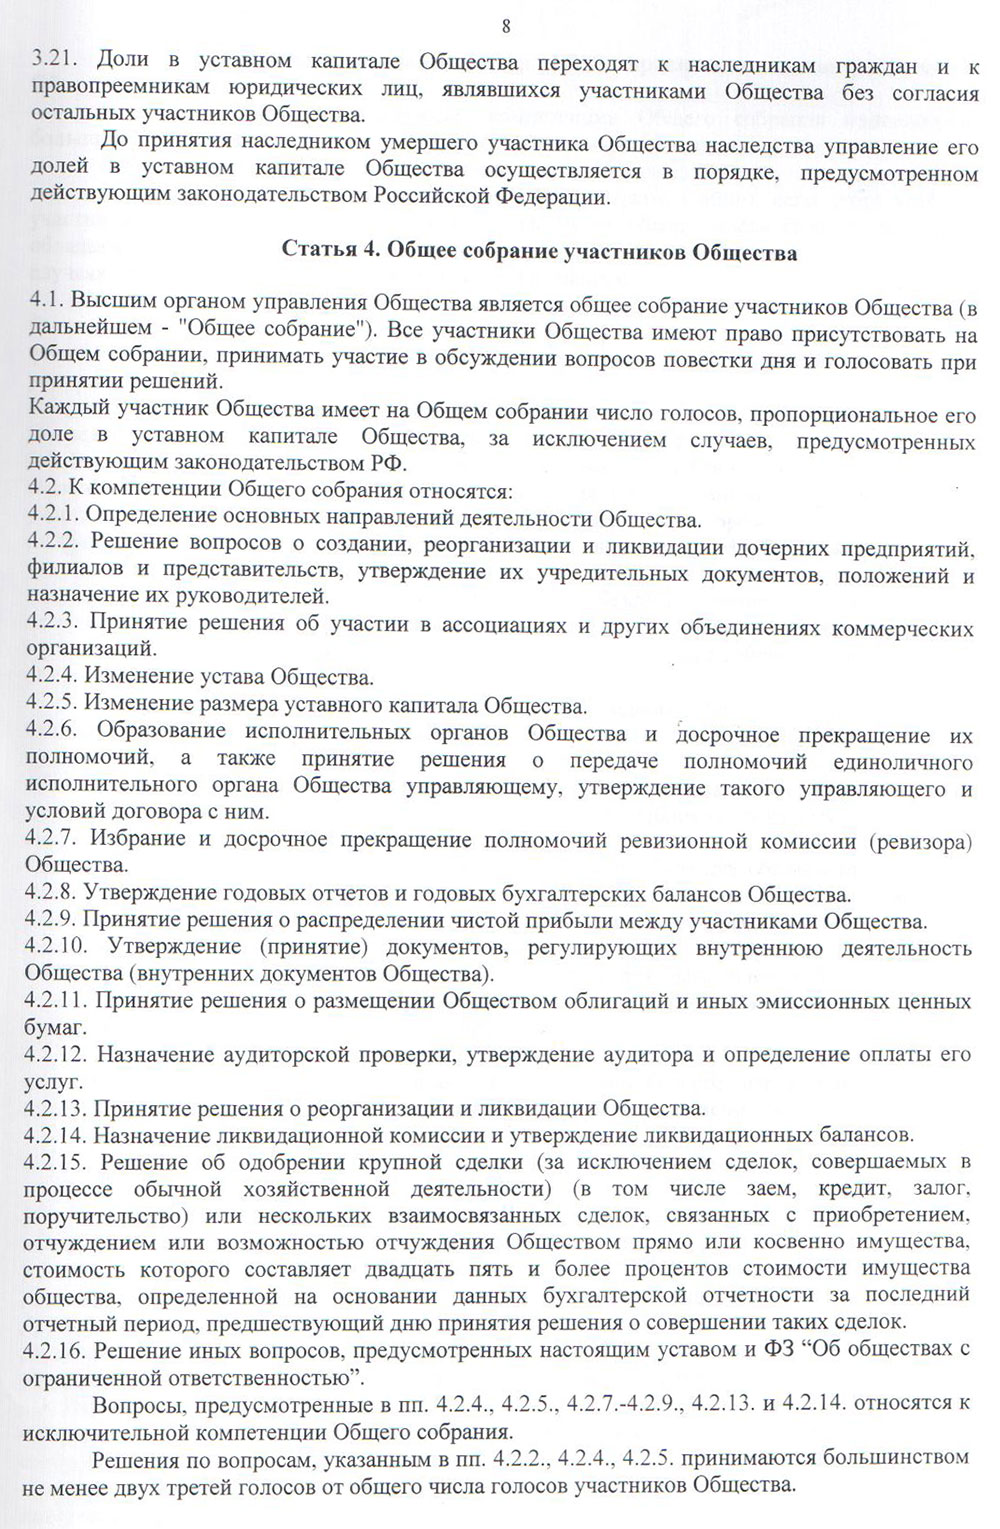 8
3.21. Доли в уставном капитале Общества переходят к наследникам граждан и к
правопреемникам юридических лиц, являвшихся участниками Общества без согласия
остальных участников Общества.
До принятия наследником умершего участника Общества наследства управление его
долей в уставном капитале Общества осуществляется в порядке, предусмотренном
действующим законодательством Российской Федерации.
Статья 4. Общее собрание участников Общества
4.1. Высшим органом управления Общества является общее собрание участников Общества (в
дальнейшем - "Общее собрание"). Все участники Общества имеют право присутствовать на
Общем собрании, принимать участие в обсуждении вопросов повестки дня и голосовать при
принятии решений.
Каждый участник Общества имеет на Общем собрании число голосов, пропорциональное его
доле в уставном капитале Общества, за исключением случаев, предусмотренных
действующим законодательством РФ.
4.2. К компетенции Общего собрания относятся:
4.2.1. Определение основных направлений деятельности Общества.
4.2.2. Решение вопросов о создании, реорганизации и ликвидации дочерних предприятий,
филиалов и представительств, утверждение их учредительных документов, положений и
назначение их руководителей.
4.2.3. Принятие решения об участии в ассоциациях и других объединениях коммерческих
организаций.
4.2.4. Изменение устава Общества.
4.2.5. Изменение размера уставного капитала Общества.
4.2.6. Образование исполнительных органов Общества и досрочное прекращение их
полномочий, а также принятие решения о передаче полномочий единоличного
исполнительного органа Общества управляющему, утверждение такого управляющего и
условий договора с ним.
4.2.7. Избрание и досрочное прекращение полномочий ревизионной комиссии (ревизора)
Общества.
4.2.8. Утверждение годовых отчетов и годовых бухгалтерских балансов Общества.
4.2.9. Принятие решения о распределении чистой прибыли между участниками Общества.
4.2.10. Утверждение (принятие) документов, регулирующих внутреннюю деятельность
Общества (внутренних документов Общества).
4.2.11. Принятие решения о размещении Обществом облигаций и иных эмиссионных ценных
бумаг.
4.2.12. Назначение аудиторской проверки, утверждение аудитора и определение оплаты его
услуг.
4.2.13. Принятие решения о реорганизации и ликвидации Общества.
4.2.14. Назначение ликвидационной комиссии и утверждение ликвидационных балансов.
4.2.15. Решение об одобрении крупной сделки (за исключением сделок, совершаемых в
процессе обычной хозяйственной деятельности) (в том числе заем, кредит, залог,
поручительство) или нескольких взаимосвязанных сделок, связанных с приобретением,
отчуждением или возможностью отчуждения Обществом прямо или косвенно имущества,
стоимость которого составляет двадцать пять и более процентов стоимости имущества
общества, определенной на основании данных бухгалтерской отчетности за последний
отчетный период, предшествующий дню принятия решения о совершении таких сделок.
4.2.16. Решение иных вопросов, предусмотренных настоящим уставом и ФЗ “Об обществах с
ограниченной ответственностью”.
Вопросы, предусмотренные в пп. 4.2.4., 4.2.5., 4.2.7.-4.2.9., 4.2.13. и 4.2.14. относятся к
исключительной компетенции Общего собрания.
Решения по вопросам, указанным в пп. 4.2.2., 4.2.4., 4.2.5. принимаются большинством
не менее двух третей голосов от общего числа голосов участников Общества.